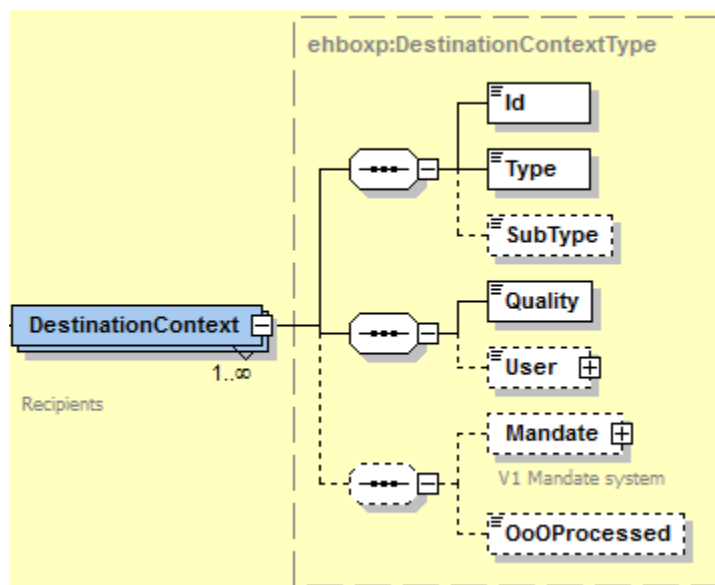 ehboxp:DestinationContextType
Id
Type
SubType
Quality
DestinationContext
1..∞
User
Recipients
Mandate
V1 Mandate system
OoOProcessed